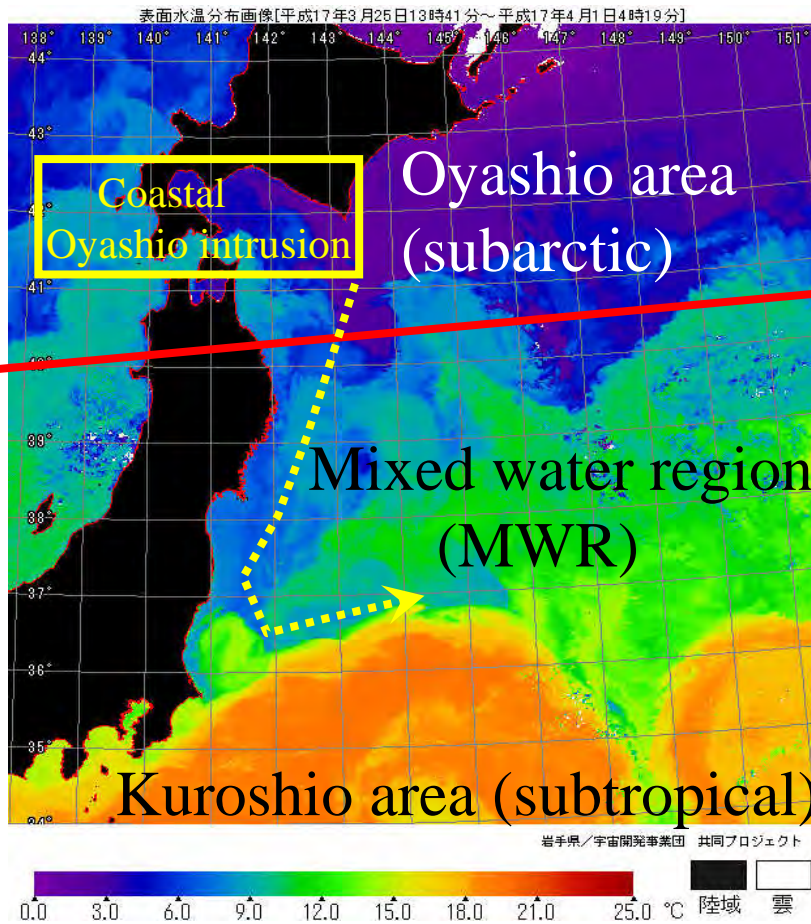 表面水温分布画像[平成17年3月25日13時41分～平成17年4月1日4時19分]
138° 139° 140° 141° 142° 143° 144° 145° 146° 147° 148° 149° 150° 151°
44°
43°
Oyashio area
(subarctic)
Coastal
42°
Oyashio intrusion
41°
40°
39°
Mixed water region
(MWR)
38°
37°
36°
35°
Kuroshio area (subtropical)
34°
岩手県／宇宙開発事業団 共同プロジェクト
0.0 3.0 6.0 9.0 12.0 15.0 18.0 21.0 25.0 °C 陸域 雲